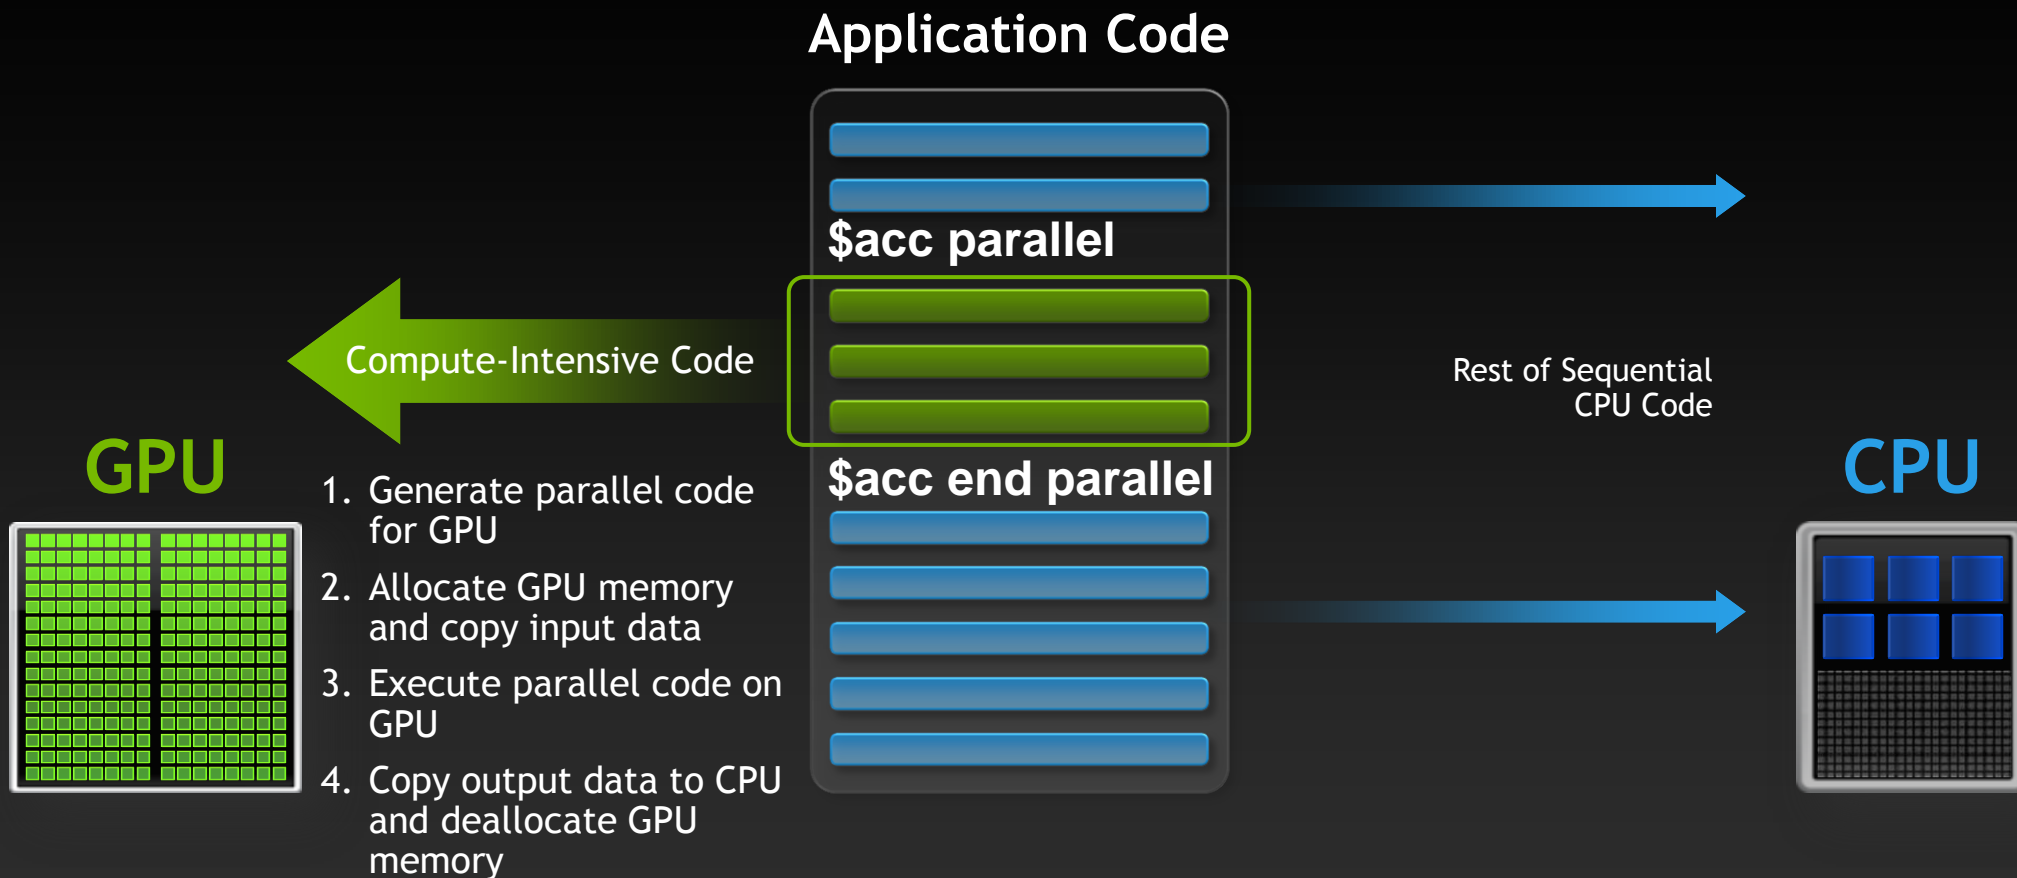 Application Code
$acc parallel
Compute-Intensive Code
Rest of Sequential
CPU Code
GPU
CPU
$acc end parallel
1. Generate parallel code
for GPU
2. Allocate GPU memory
and copy input data
3. Execute parallel code on
GPU
4. Copy output data to CPU
and deallocate GPU
memory